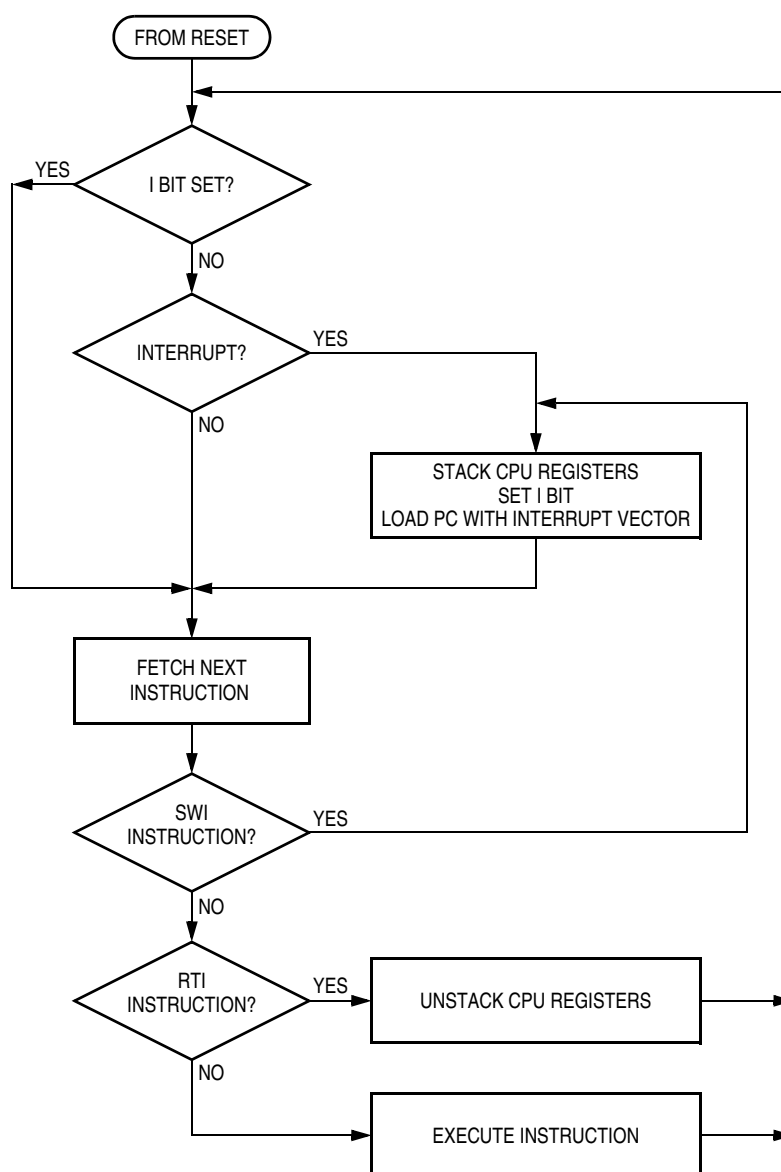 FROM RESET
YES
I BIT SET?
NO
INTERRUPT?
YES
NO
STACK CPU REGISTERS
SET I BIT
LOAD PC WITH INTERRUPT VECTOR
FETCH NEXT
INSTRUCTION
SWI
INSTRUCTION?
YES
NO
RTI
INSTRUCTION?
YES
UNSTACK CPU REGISTERS
NO
EXECUTE INSTRUCTION